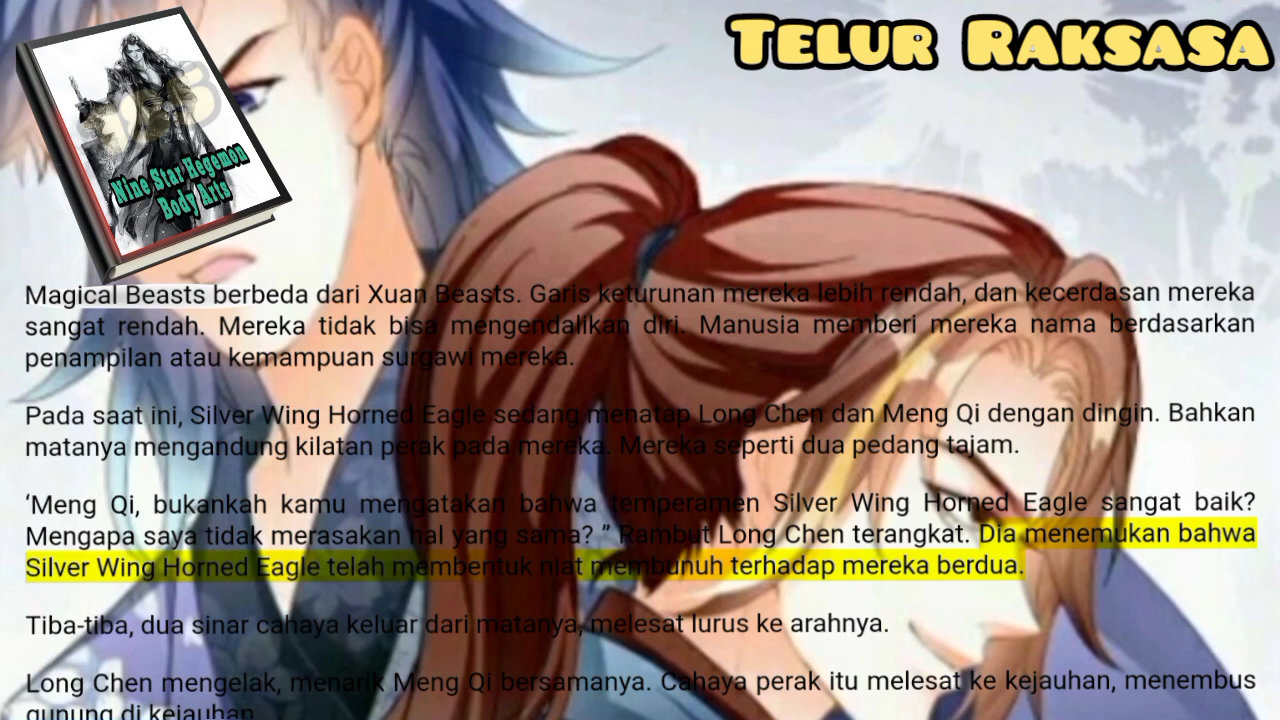 TELUR RAKSASA
Nine Star Hegemon
Body Arts
Magical Beasts berbeda dari Xuan Beasts. Garis keturunan mereka lebih rendah, dan kecerdasan mereka
sangat rendah. Mereka tidak bisa mengendalikan diri. Manusia memberi mereka nama berdasarkan
penampilan atau kemampuan surgawi mereka.
Pada saat ini, Silver Wing Horned Eagle sedang menatap Long Chen dan Meng Qi dengan dingin. Bahkan
matanya mengandung kilatan perak pada mereka. Mereka seperti dua pedang tajam.
‘Meng Qi, bukankah kamu mengatakan bahwa temperamen Silver Wing Horned Eagle sangat baik?
Mengapa saya tidak merasakan hal yang sama? ” Rambut Long Chen terangkat. Dia menemukan bahwa
Silver Wing Horned Eagle telah membentuk niat membunuh terhadap mereka berdua.
Tiba-tiba, dua sinar cahaya keluar dari matanya, melesat lurus ke arahnya.
Long Chen mengelak, menarik Meng Qi bersamanya. Cahaya perak itu melesat ke kejauhan, menembus
gunung di kejauhan.